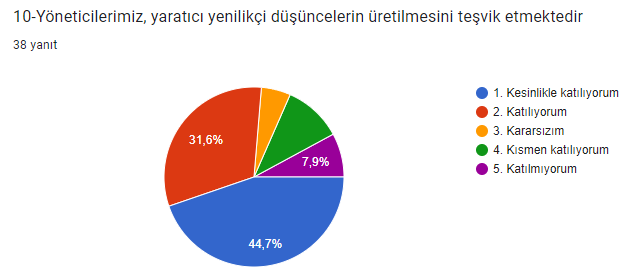 10-Yöneticilerimiz, yaratıcı yenilikçi düşüncelerin üretilmesini teşvik etmektedir
38 yanıt
1. Kesinlikle katılıyorum
2. Katılıyorum
3. Kararsızım
4. Kısmen katılıyorum
5. Katılmıyorum
31,6%
7,9%
44,7%